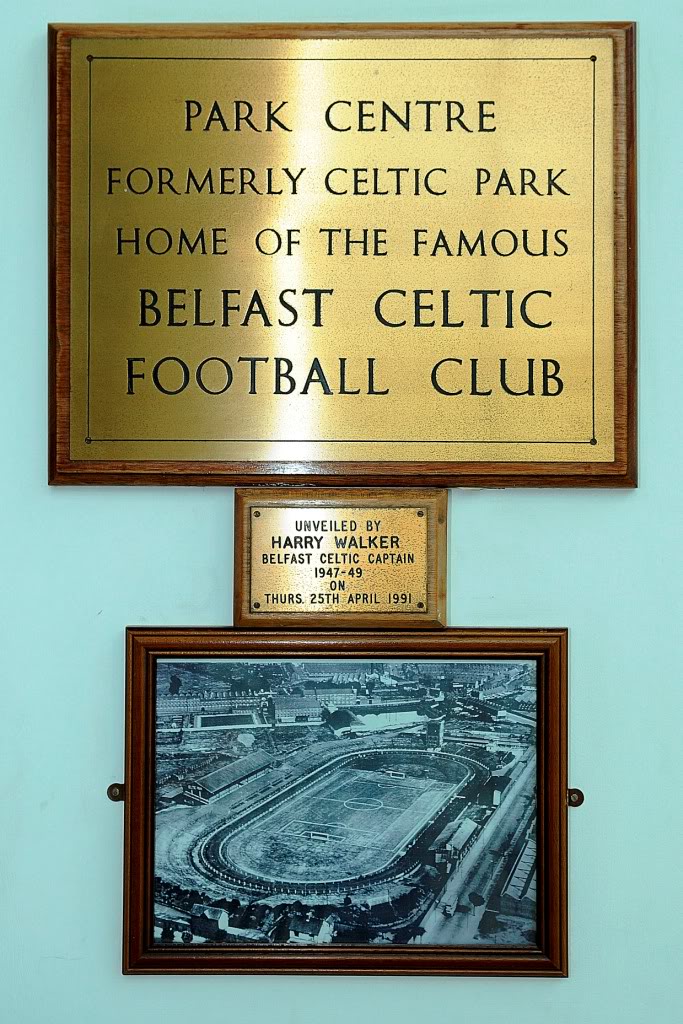 PARK CENTRE
FORMERLY CELTIC PARK
HOME OF THE FAMOUS
BELFAST CELTIC
FOOTBALL CLUB
UNVEILED BY
HARRY WALKER
BELFAST CELTIC CAPTAIN
1947-49
ON
THURS. 25TH APRIL 1991